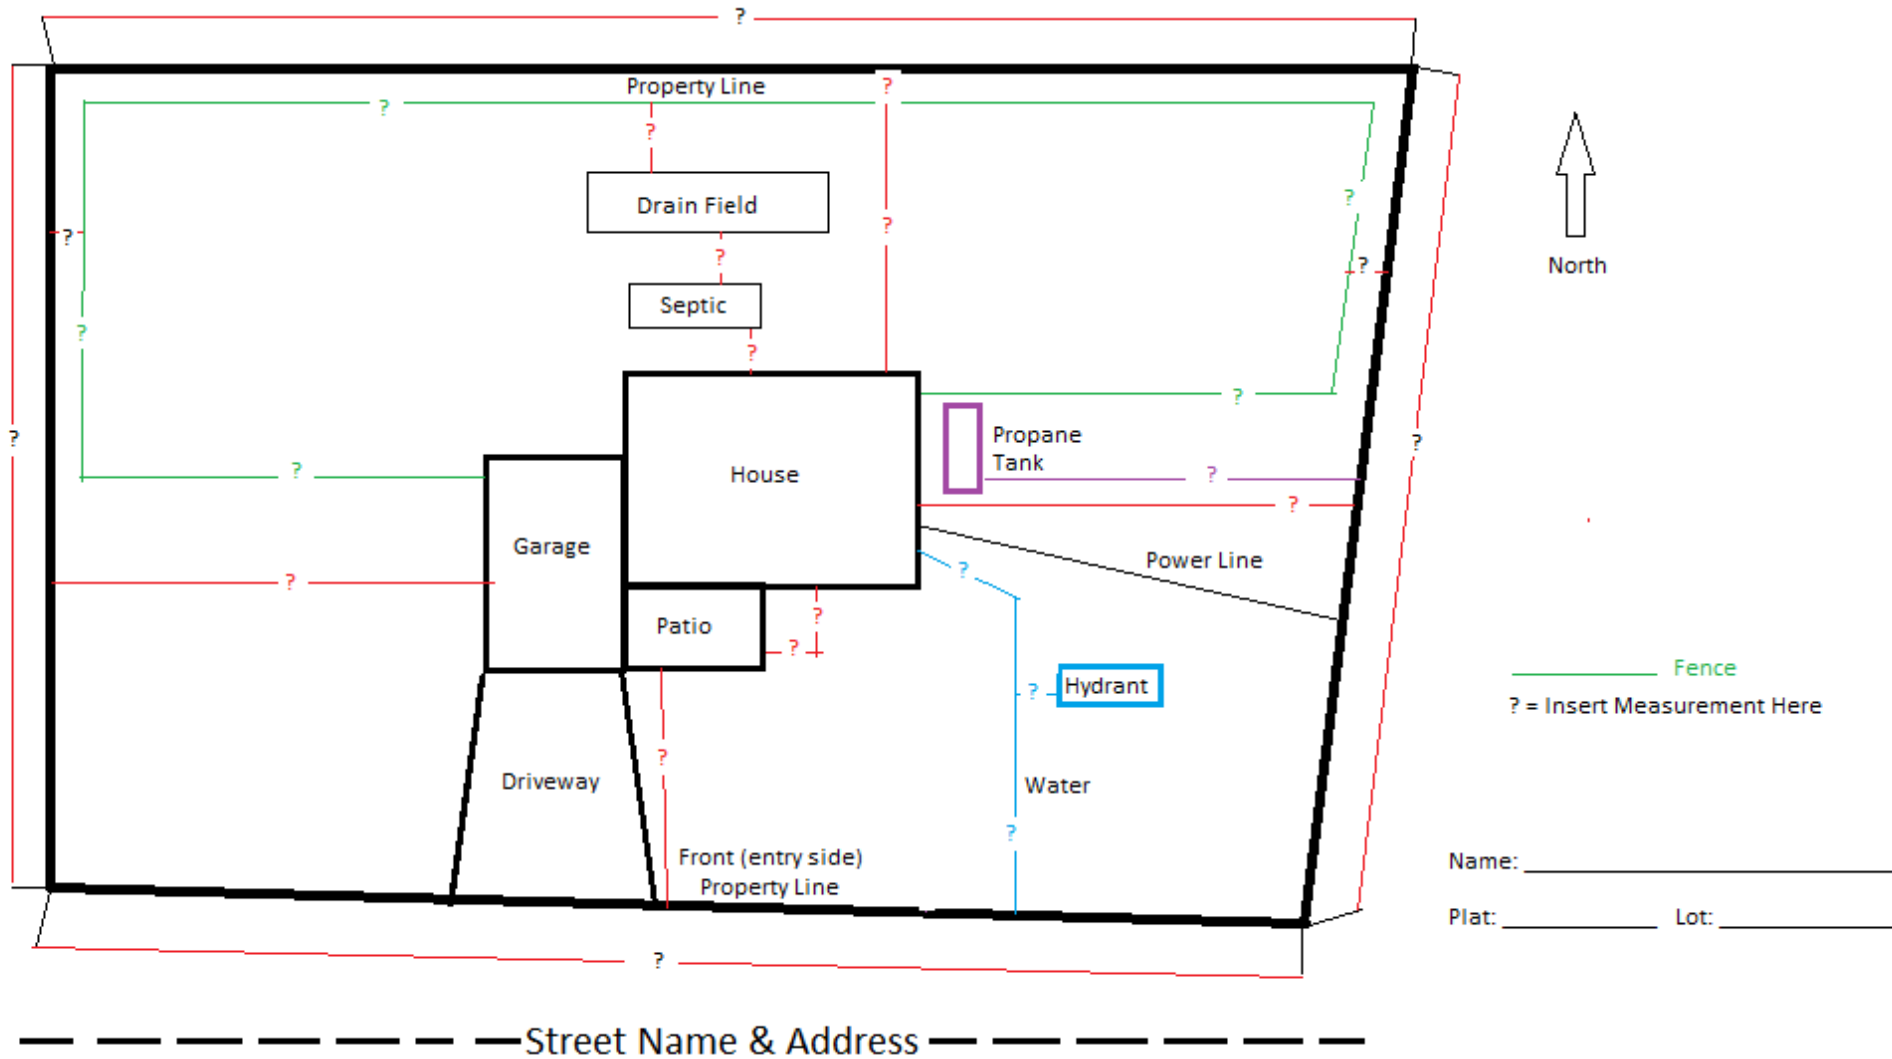 ?
Property Line
?
?
?
Drain Field
?
?
?
?
?
North
Septic
?
?
?
?
?
?
Propane
Tank
?
?
House
?
?
?
Garage
Power Line
?
?
?
Patio
?
Fence
?
Hydrant
? = Insert Measurement Here
?
Driveway
Water
?
Front (entry side)
Property Line
Name:
Plat: Lot:
?
Street Name & Address